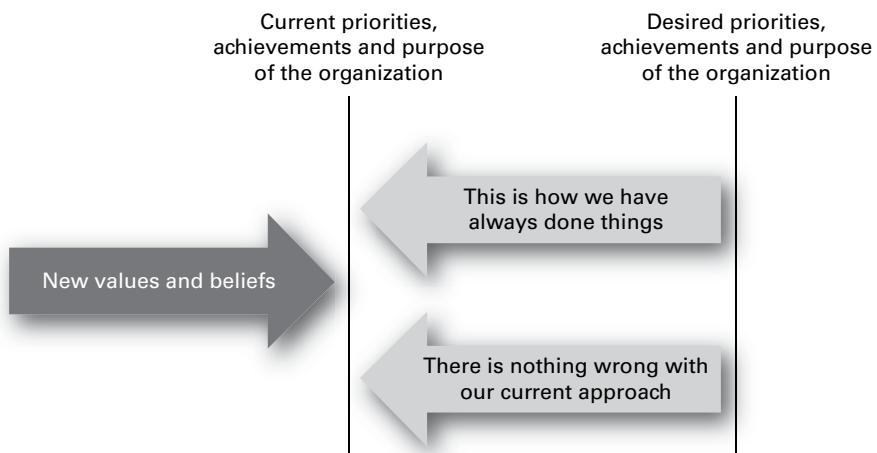 Current priorities,
achievements and purpose
of the organization
Desired priorities,
achievements and purpose
of the organization
This is how we have
always done things
New values and beliefs
There is nothing wrong with
our current approach